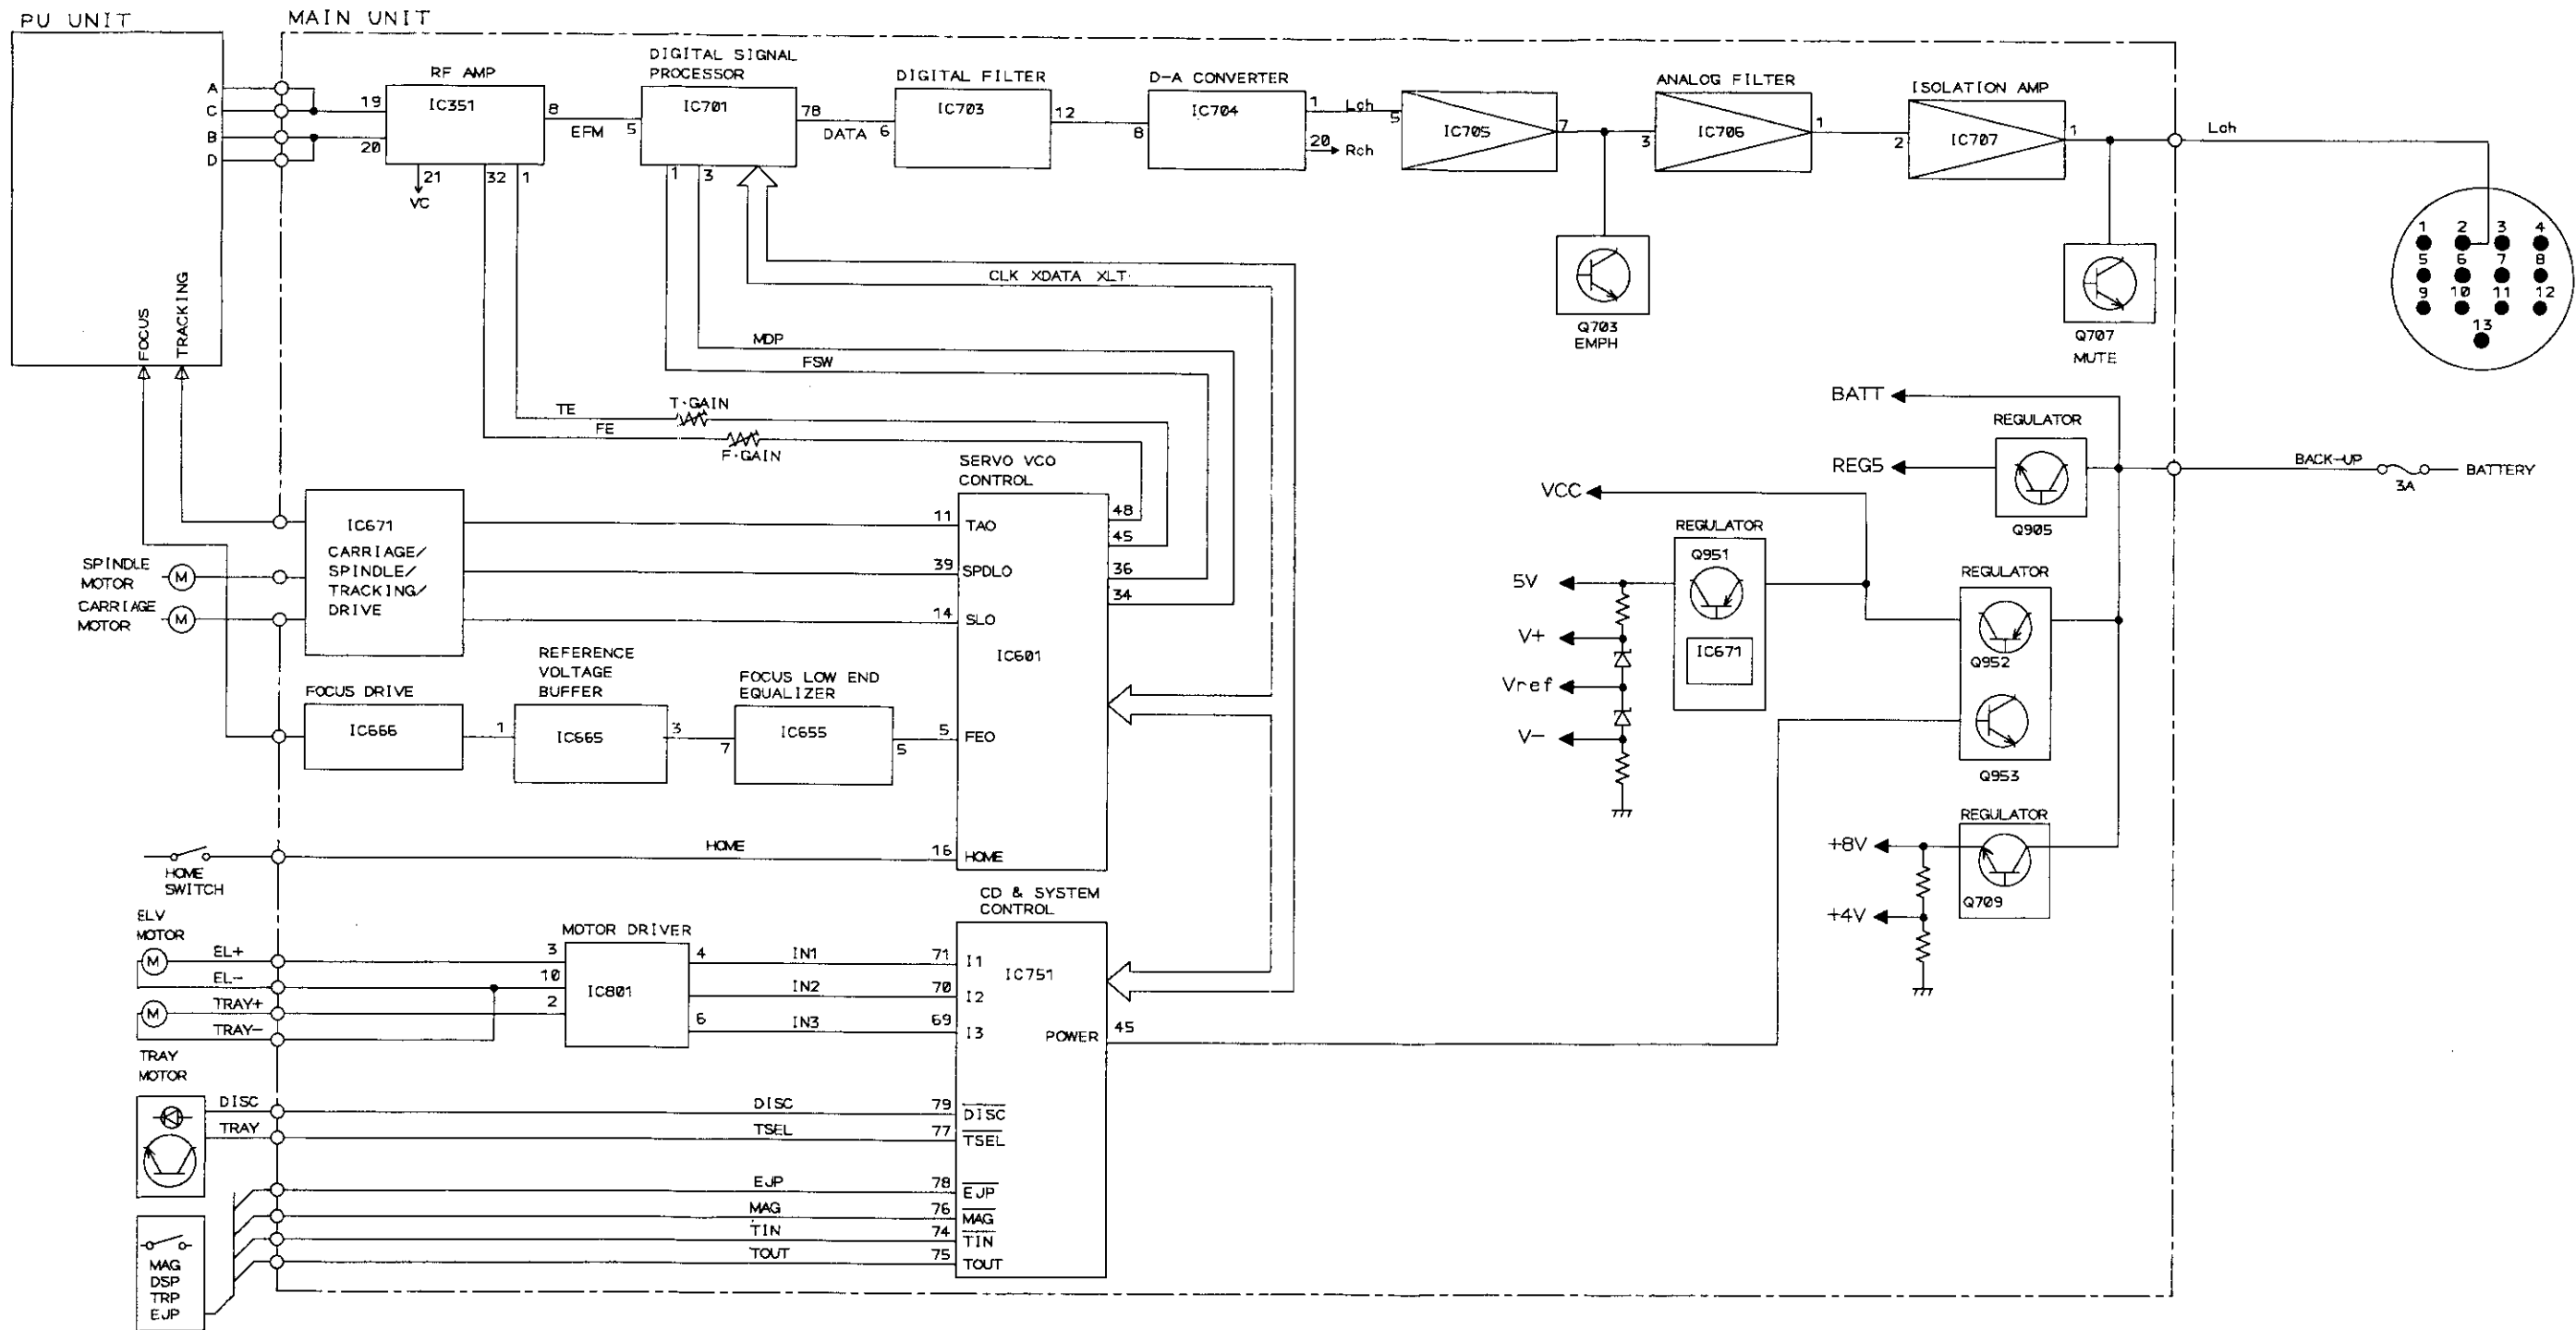 PU UNIT
MAIN UNIT
A
C
B
D
FOCUS
TRACKING
RF AMP
IC351
19
20
8
EFM
21
VC
32
1
DIGITAL SIGNAL
PROCESSOR
IC701
5
78
DATA
1
3
DIGITAL FILTER
IC703
6
12
D-A CONVERTER
IC704
8
1
Lch
20
Rch
5
IC705
7
Q703
EMPH
ANALOG FILTER
3
IC706
1
ISOLATION AMP
2
IC707
1
Q707
MUTE
Lch
1
2
3
4
5
6
7
8
9
10
11
12
13
CLK XDATA XLT
MDP
FSW
TE
T·GAIN
FE
F·GAIN
SERVO VCO
CONTROL
IC601
11
TAO
39
SPDLO
14
SLO
5
FEO
16
HOME
48
45
36
34
IC671
CARRIAGE/
SPINDLE/
TRACKING/
DRIVE
SPINDLE
MOTOR
M
CARRIAGE
MOTOR
M
FOCUS DRIVE
IC666
1
REFERENCE
VOLTAGE
BUFFER
IC665
3
FOCUS LOW END
EQUALIZER
7
IC655
5
HOME
HOME
SWITCH
ELV
MOTOR
M
EL+
EL-
M
TRAY+
TRAY-
TRAY
MOTOR
MOTOR DRIVER
IC801
3
10
2
4
6
IN1
IN2
IN3
CD & SYSTEM
CONTROL
IC751
71
I1
70
I2
69
I3
POWER
45
DISC
DISC
79
DISC
TRAY
TSEL
77
TSEL
EJP
78
EJP
MAG
76
MAG
TIN
74
TIN
TOUT
75
TOUT
MAG
DSP
TRP
EJP
BATT
REGULATOR
REG5
Q905
BACK-UP
3A
BATTERY
VCC
REGULATOR
Q951
IC671
5V
V+
Vref
V-
REGULATOR
Q952
Q953
REGULATOR
Q709
+8V
+4V